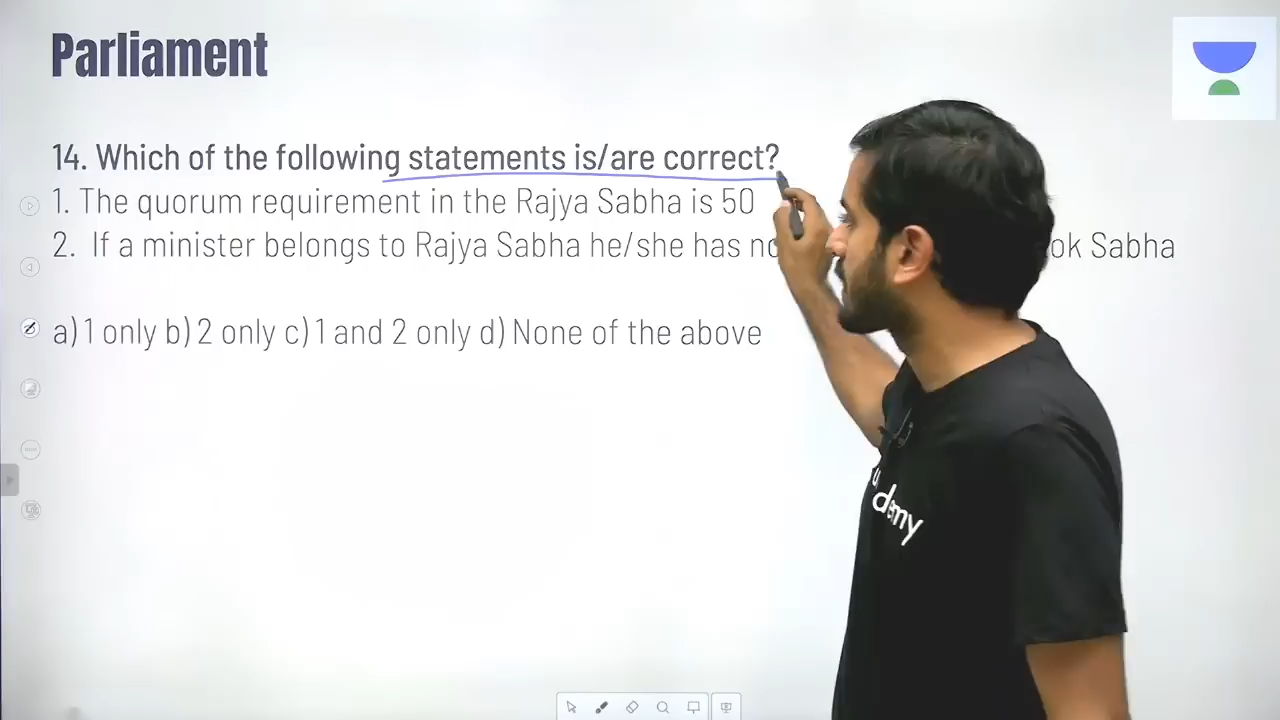 Parliament
14. Which of the following statements is/are correct?
1. The quorum requirement in the Rajya Sabha is 50
2. If a minister belongs to Rajya Sabha he/she has Sabha
a) 1 only b) 2 only c) 1 and 2 only d) None of the above
demy